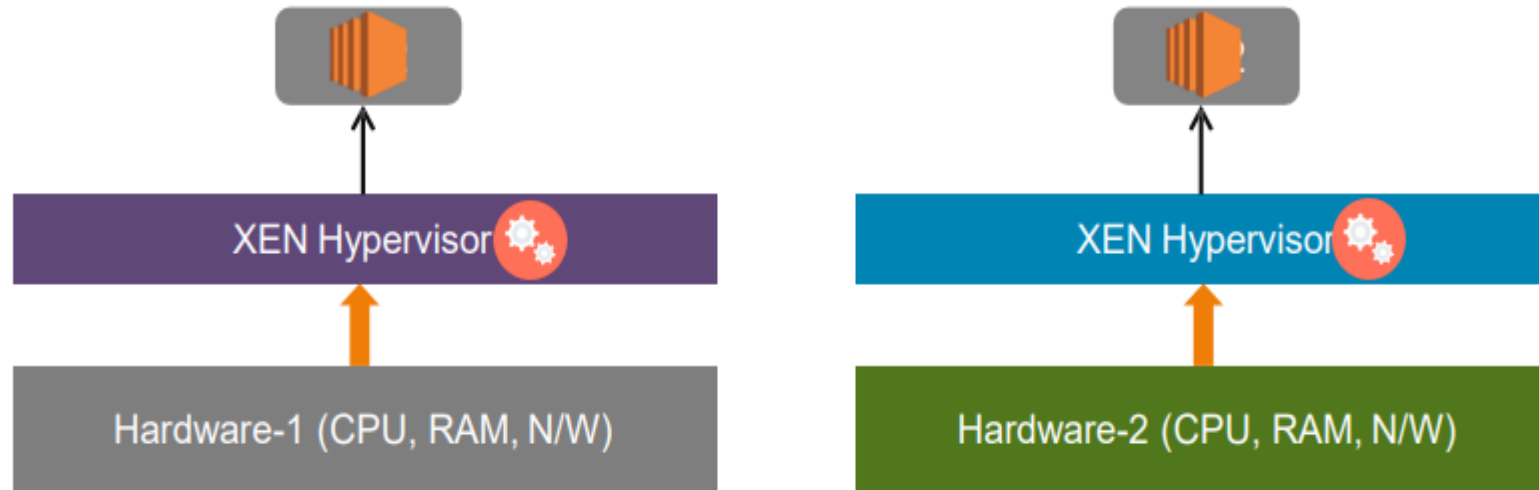 XEN Hypervisor
XEN Hypervisor
Hardware-1 (CPU, RAM, N/W)
Hardware-2 (CPU, RAM, N/W)